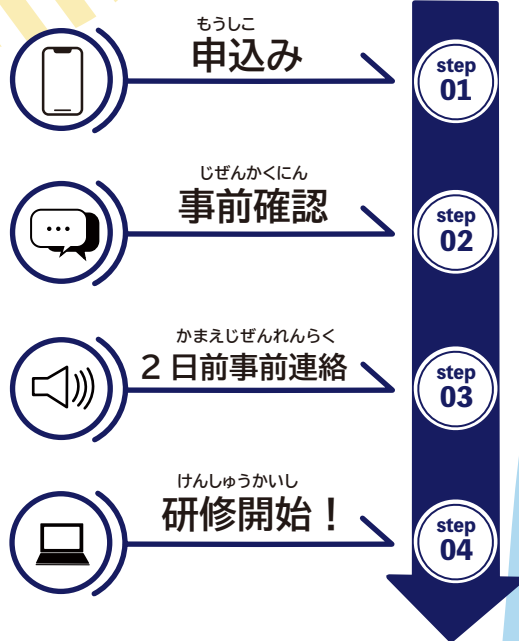 もうしこ
申込み
step
01
じぜんかくにん
事前確認
step
02
かまえじぜんれんらく
2日前事前連絡
step
03
けんしゅうかいし
研修開始！
step
04